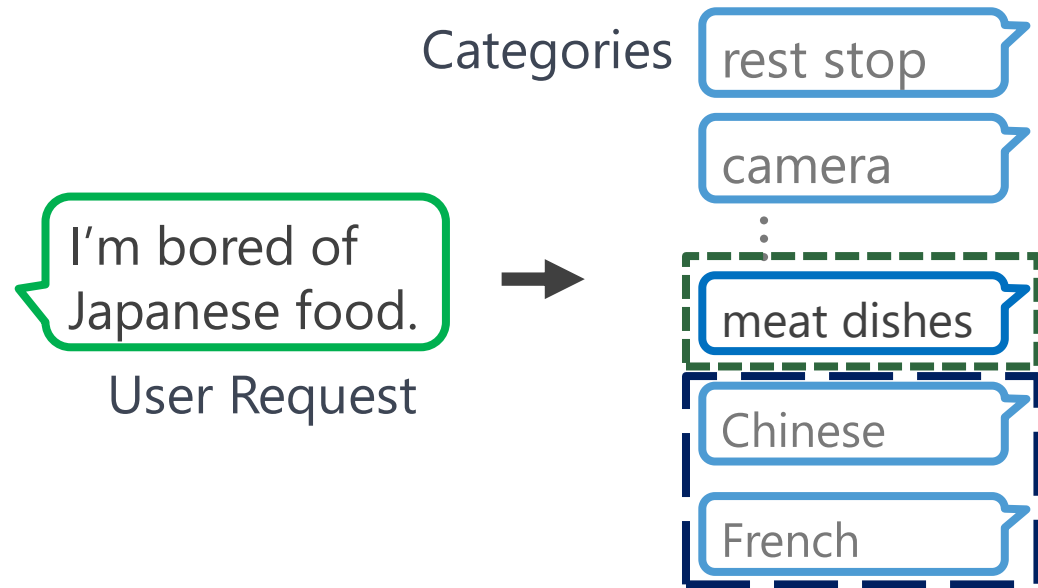 Categories
rest stop
camera
I'm bored of
Japanese food.
User Request
meat dishes
Chinese
French